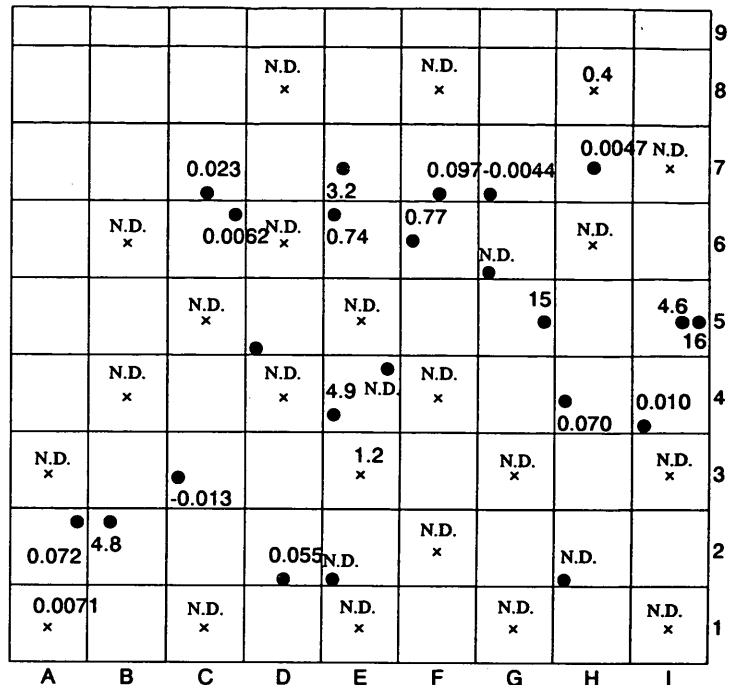 9
N.D. N.D. 0.4 8
0.023 3.2 0.097 -0.0044 0.0047 N.D. 7
N.D. 0.0062 N.D. 0.74 0.77 N.D. N.D. 6
N.D. N.D. 15 4.6 16 5
N.D. N.D. 4.9 N.D. N.D. 0.070 0.010 4
N.D. -0.013 1.2 N.D. N.D. 3
0.072 4.8 0.055 N.D. N.D. N.D. 2
0.0071 N.D. N.D. N.D. N.D. 1
A B C D E F G H I